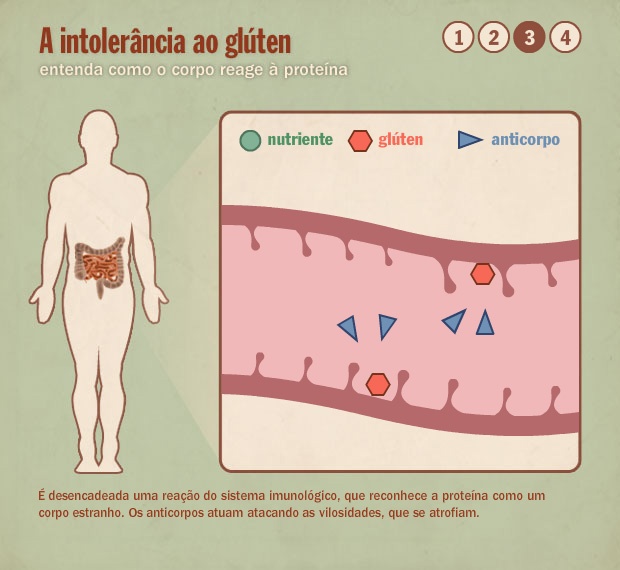 A intolerância ao glúten
entenda como o corpo reage à proteína
1 2 3 4
nutriente glúten anticorpo
É desencadeada uma reação do sistema imunológico, que reconhece a proteína como um
corpo estranho. Os anticorpos atuam atacando as vilosidades, que se atrofiam.